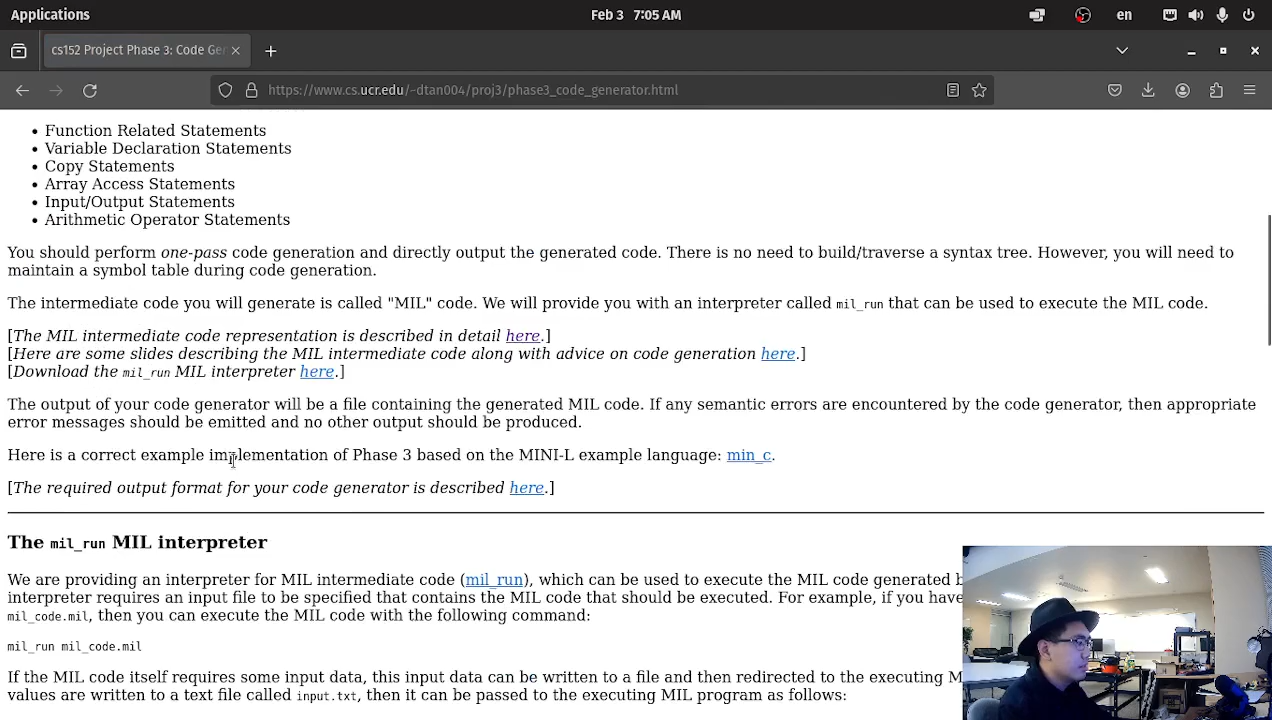 Applications
Feb 3 7:05 AM
en
cs152 Project Phase 3: Code Ge
https://www.cs.ucr.edu/~dtan004/proj3/phase3_code_generator.html
Function Related Statements
Variable Declaration Statements
Copy Statements
Array Access Statements
Input/Output Statements
Arithmetic Operator Statements
You should perform one-pass code generation and directly output the generated code. There is no need to build/traverse a syntax tree. However, you will need to
maintain a symbol table during code generation.
The intermediate code you will generate is called "MIL" code. We will provide you with an interpreter called mil_run that can be used to execute the MIL code.
[The MIL intermediate code representation is described in detail here.]
[Here are some slides describing the MIL intermediate code along with advice on code generation here.]
[Download the mil_run MIL interpreter here.]
The output of your code generator will be a file containing the generated MIL code. If any semantic errors are encountered by the code generator, then appropriate
error messages should be emitted and no other output should be produced.
Here is a correct example implementation of Phase 3 based on the MINI-L example language: min_c.
[The required output format for your code generator is described here.]
The mil_run MIL interpreter
We are providing an interpreter for MIL intermediate code (mil_run), which can be used to execute the MIL code generated
interpreter requires an input file to be specified that contains the MIL code that should be executed. For example, if you have
mil_code.mil, then you can execute the MIL code with the following command:
mil_run mil_code.mil
If the MIL code itself requires some input data, this input data can be written to a file and then redirected to the executing M
values are written to a text file called input.txt, then it can be passed to the executing MIL program as follows: